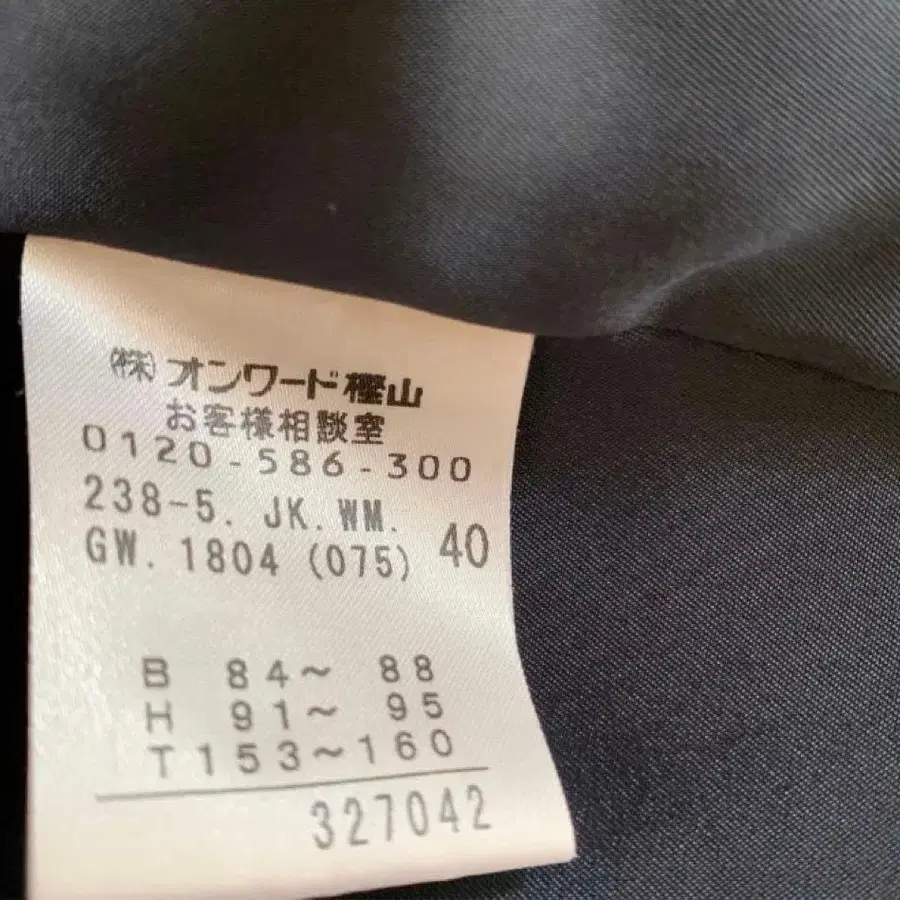 ㈱オンワード樫山
お客様相談室
0120-586-300
238-5. JK. WM.
GW. 1804 (075) 40
B 84~ 88
H 91~ 95
T 153~160
327042